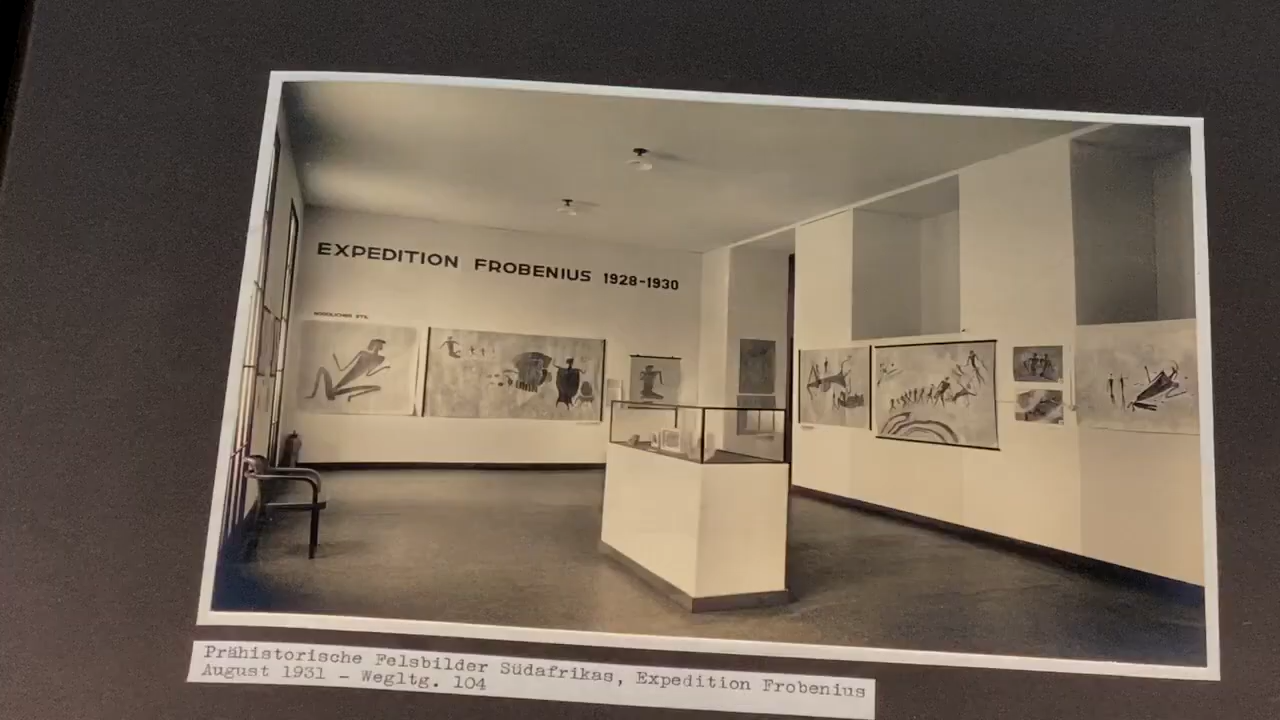 EXPEDITION FROBENIUS 1928-1930
Prähistorische Felsbilder Südafrikas, Expedition Frobenius
August 1931 - Wegltg. 104